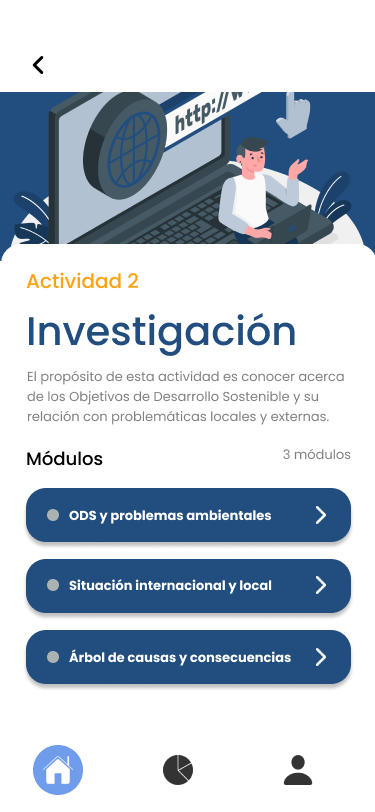 http://w
Actividad 2
Investigación
El propósito de esta actividad es conocer acerca
de los Objetivos de Desarrollo Sostenible y su
relación con problemáticas locales y externas.
Módulos
3 módulos
ODS y problemas ambientales
Situación internacional y local
Árbol de causas y consecuencias